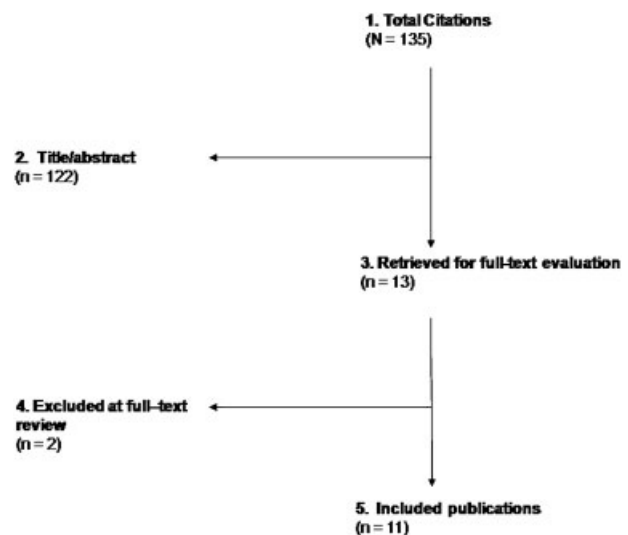 1. Total Citations
(N = 135)
2. Title/abstract
(n = 122)
3. Retrieved for full-text evaluation
(n = 13)
4. Excluded at full-text
review
(n = 2)
5. Included publications
(n = 11)